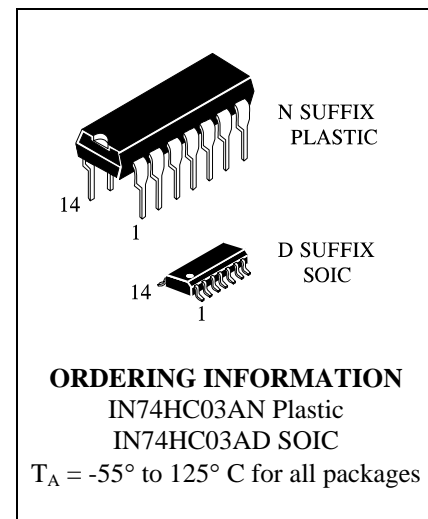 N SUFFIX
PLASTIC
14
1
D SUFFIX
SOIC
14
1
ORDERING INFORMATION
IN74HC03AN Plastic
IN74HC03AD SOIC
T_A = -55° to 125° C for all packages